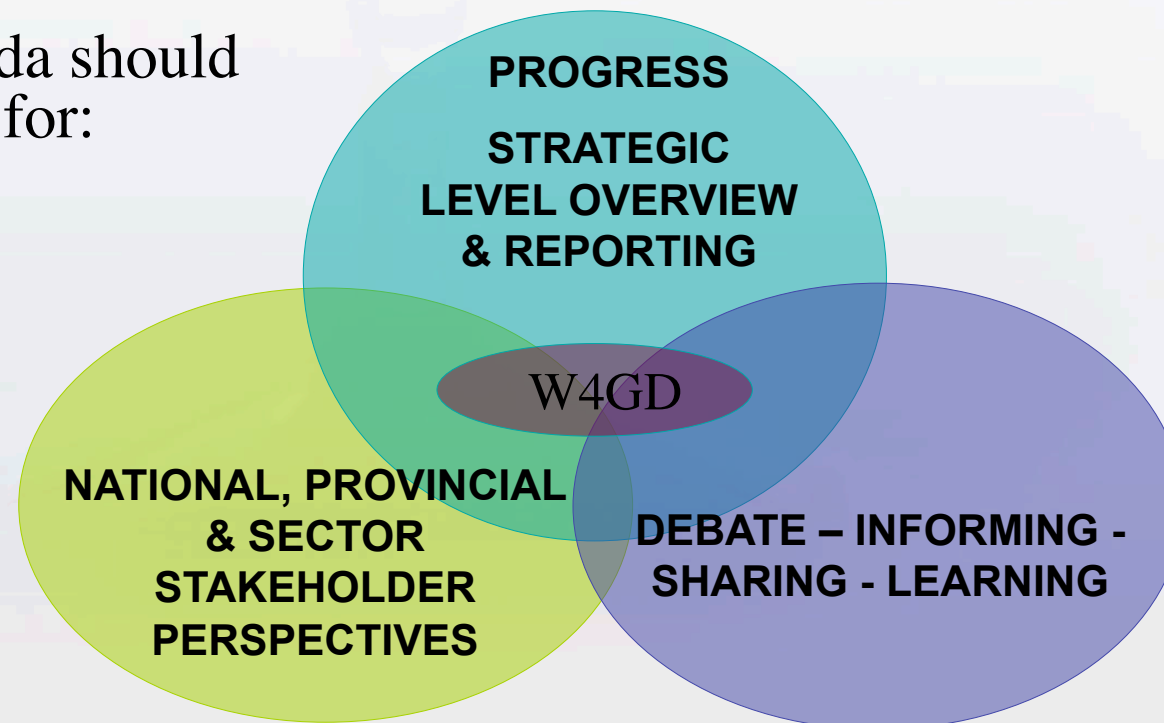 da should
for:
PROGRESS
STRATEGIC
LEVEL OVERVIEW
& REPORTING
W4GD
NATIONAL, PROVINCIAL
& SECTOR
STAKEHOLDER
PERSPECTIVES
DEBATE – INFORMING -
SHARING - LEARNING